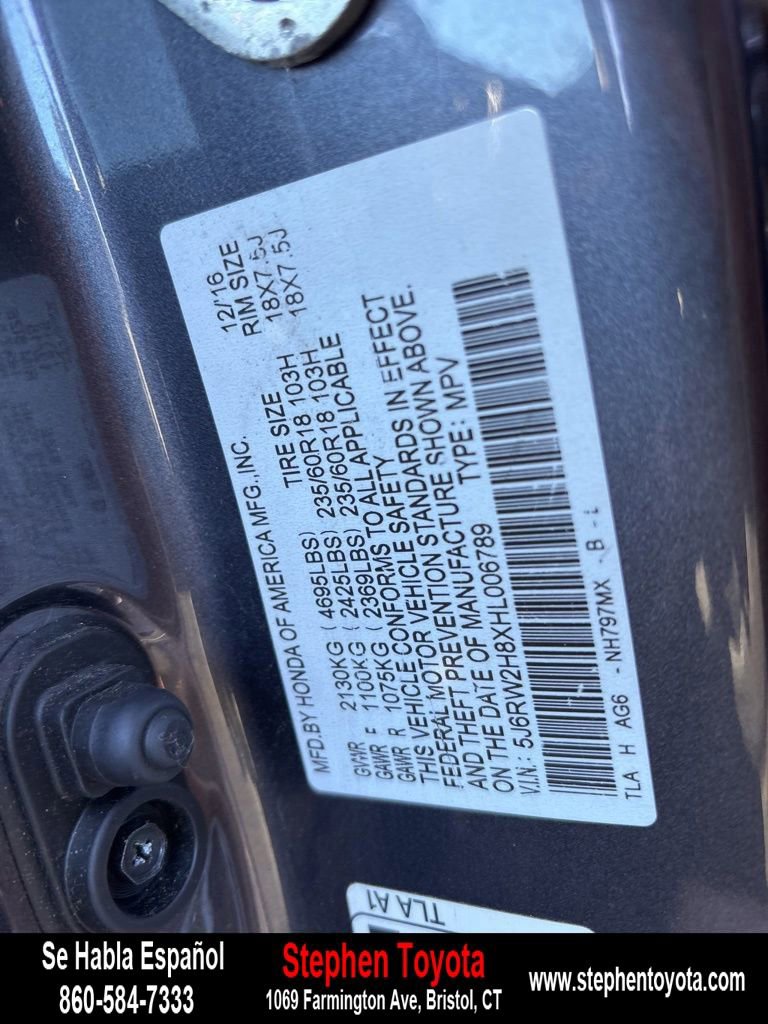 MFD.BY HONDA OF AMERICA MFG.,INC. 12/16
TIRE SIZE RIM SIZE
GVWR 2130KG ( 4695LBS)
GAWR F 1100KG ( 2425LBS) 235/60R18 103H 18X7.5J
GAWR R 1075KG ( 2369LBS) 235/60R18 103H 18X7.5J
THIS VEHICLE CONFORMS TO ALL APPLICABLE
FEDERAL MOTOR VEHICLE SAFETY
AND THEFT PREVENTION STANDARDS IN EFFECT
ON THE DATE OF MANUFACTURE SHOWN ABOVE.
V.I.N.: 5J6RW2H8XHL006789 TYPE: MPV
TLA H AG6 - NH797MX B -
TLA A1
Se Habla Español
860-584-7333
Stephen Toyota
1069 Farmington Ave, Bristol, CT
www.stephentoyota.com